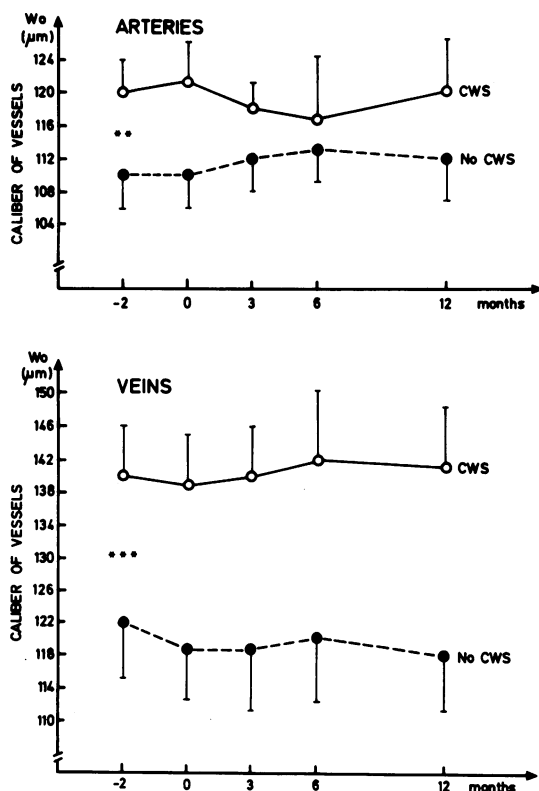 Wo
(μm)
ARTERIES
124
120
116
112
108
104
CALIBER OF VESSELS
CWS
**
No CWS
-2 0 3 6 12 months
Wo
(μm)
VEINS
150
146
142
138
134
130
126
122
118
114
110
CALIBER OF VESSELS
CWS
***
No CWS
-2 0 3 6 12 months